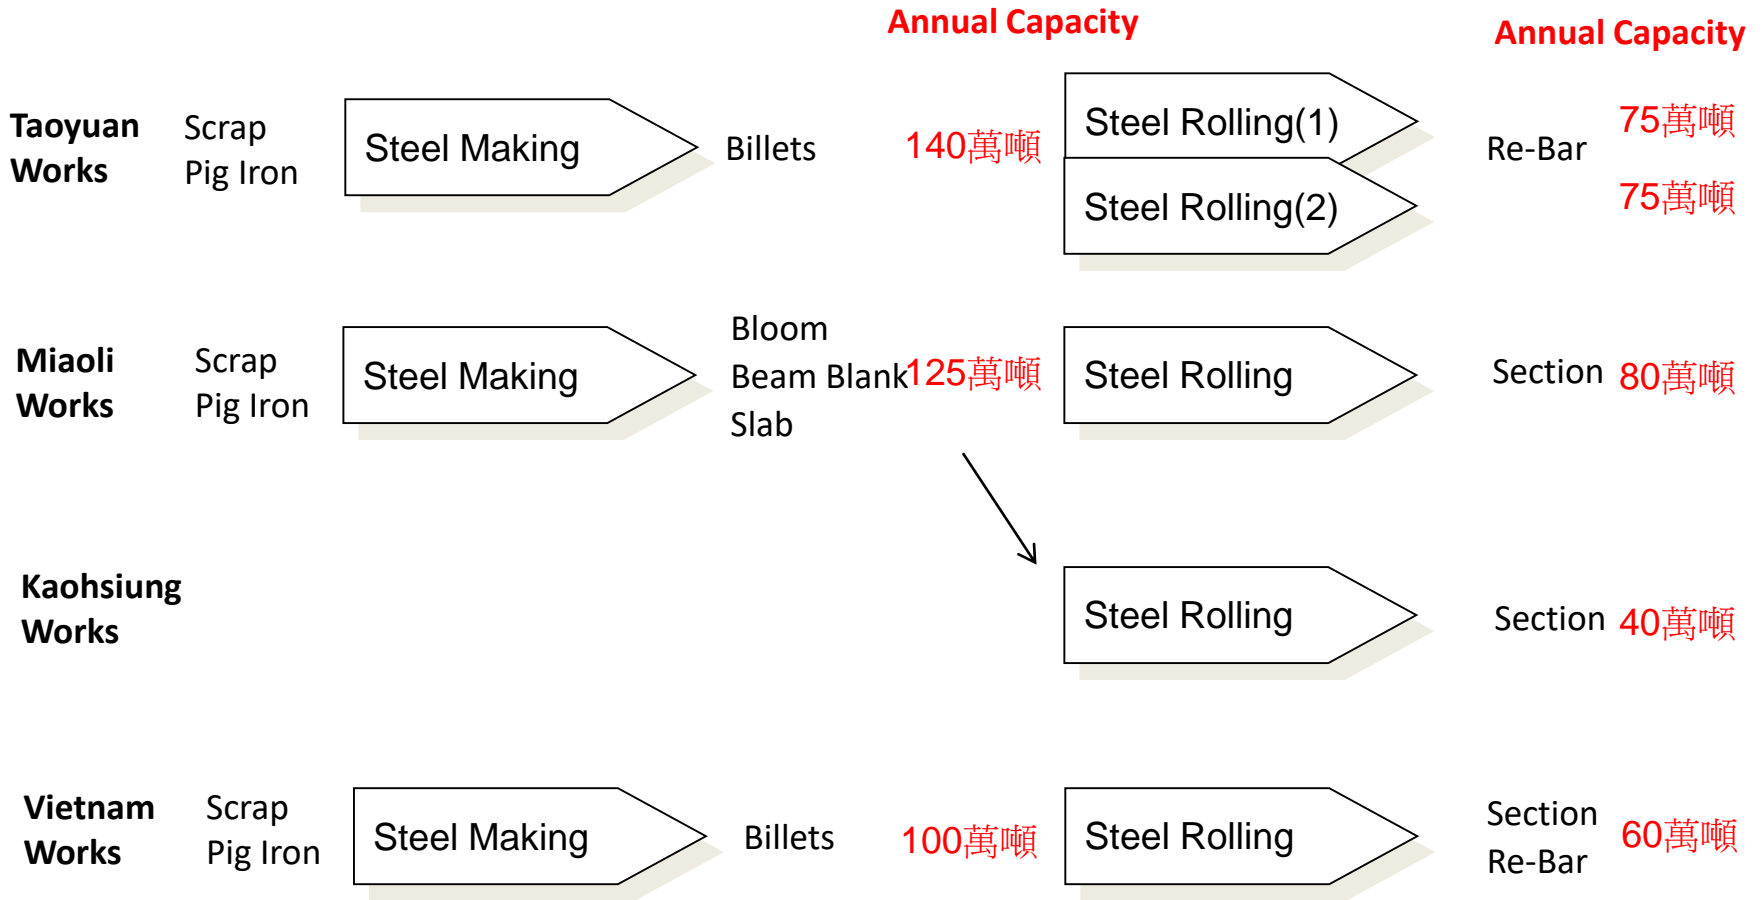 Annual Capacity
Annual Capacity
Taoyuan
Works
Scrap
Pig Iron
Steel Making
Billets
140萬噸
Steel Rolling(1)
Steel Rolling(2)
Re-Bar
75萬噸
75萬噸
Miaoli
Works
Scrap
Pig Iron
Steel Making
Bloom
Beam Blank
Slab
125萬噸
Steel Rolling
Section
80萬噸
Kaohsiung
Works
Steel Rolling
Section
40萬噸
Vietnam
Works
Scrap
Pig Iron
Steel Making
Billets
100萬噸
Steel Rolling
Section
Re-Bar
60萬噸